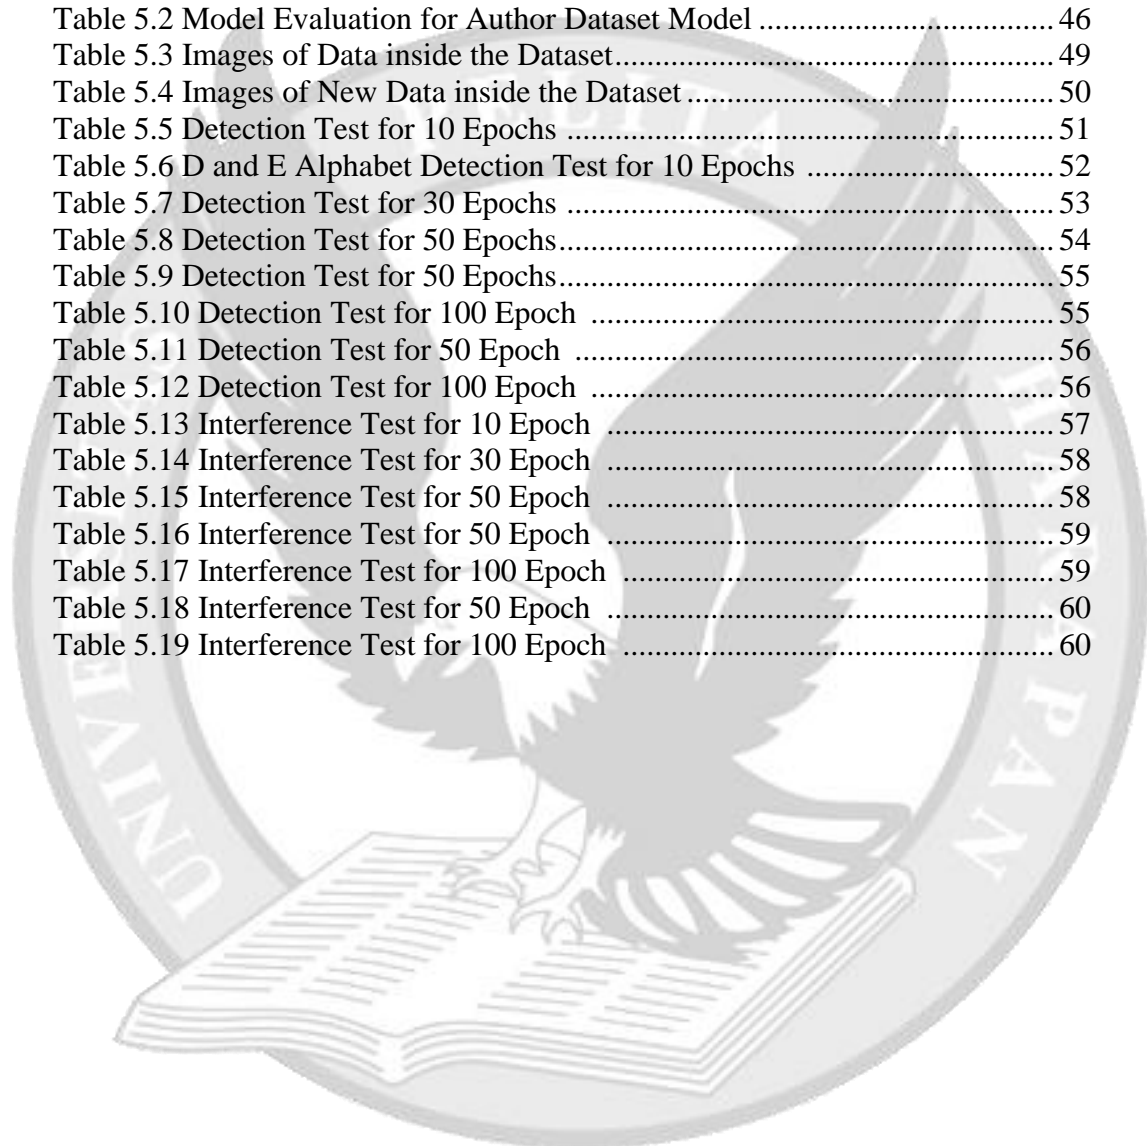 Table 5.2 Model Evaluation for Author Dataset Model ........................................ 46
Table 5.3 Images of Data inside the Dataset.......................................................... 49
Table 5.4 Images of New Data inside the Dataset ................................................ 50
Table 5.5 Detection Test for 10 Epochs ................................................................ 51
Table 5.6 D and E Alphabet Detection Test for 10 Epochs .................................. 52
Table 5.7 Detection Test for 30 Epochs ................................................................ 53
Table 5.8 Detection Test for 50 Epochs................................................................. 54
Table 5.9 Detection Test for 50 Epochs................................................................. 55
Table 5.10 Detection Test for 100 Epoch ............................................................. 55
Table 5.11 Detection Test for 50 Epoch ............................................................... 56
Table 5.12 Detection Test for 100 Epoch ............................................................. 56
Table 5.13 Interference Test for 10 Epoch ........................................................... 57
Table 5.14 Interference Test for 30 Epoch ........................................................... 58
Table 5.15 Interference Test for 50 Epoch ........................................................... 58
Table 5.16 Interference Test for 50 Epoch ........................................................... 59
Table 5.17 Interference Test for 100 Epoch ......................................................... 59
Table 5.18 Interference Test for 50 Epoch ........................................................... 60
Table 5.19 Interference Test for 100 Epoch ......................................................... 60
UNIVERSITAS PELITA HARAPAN